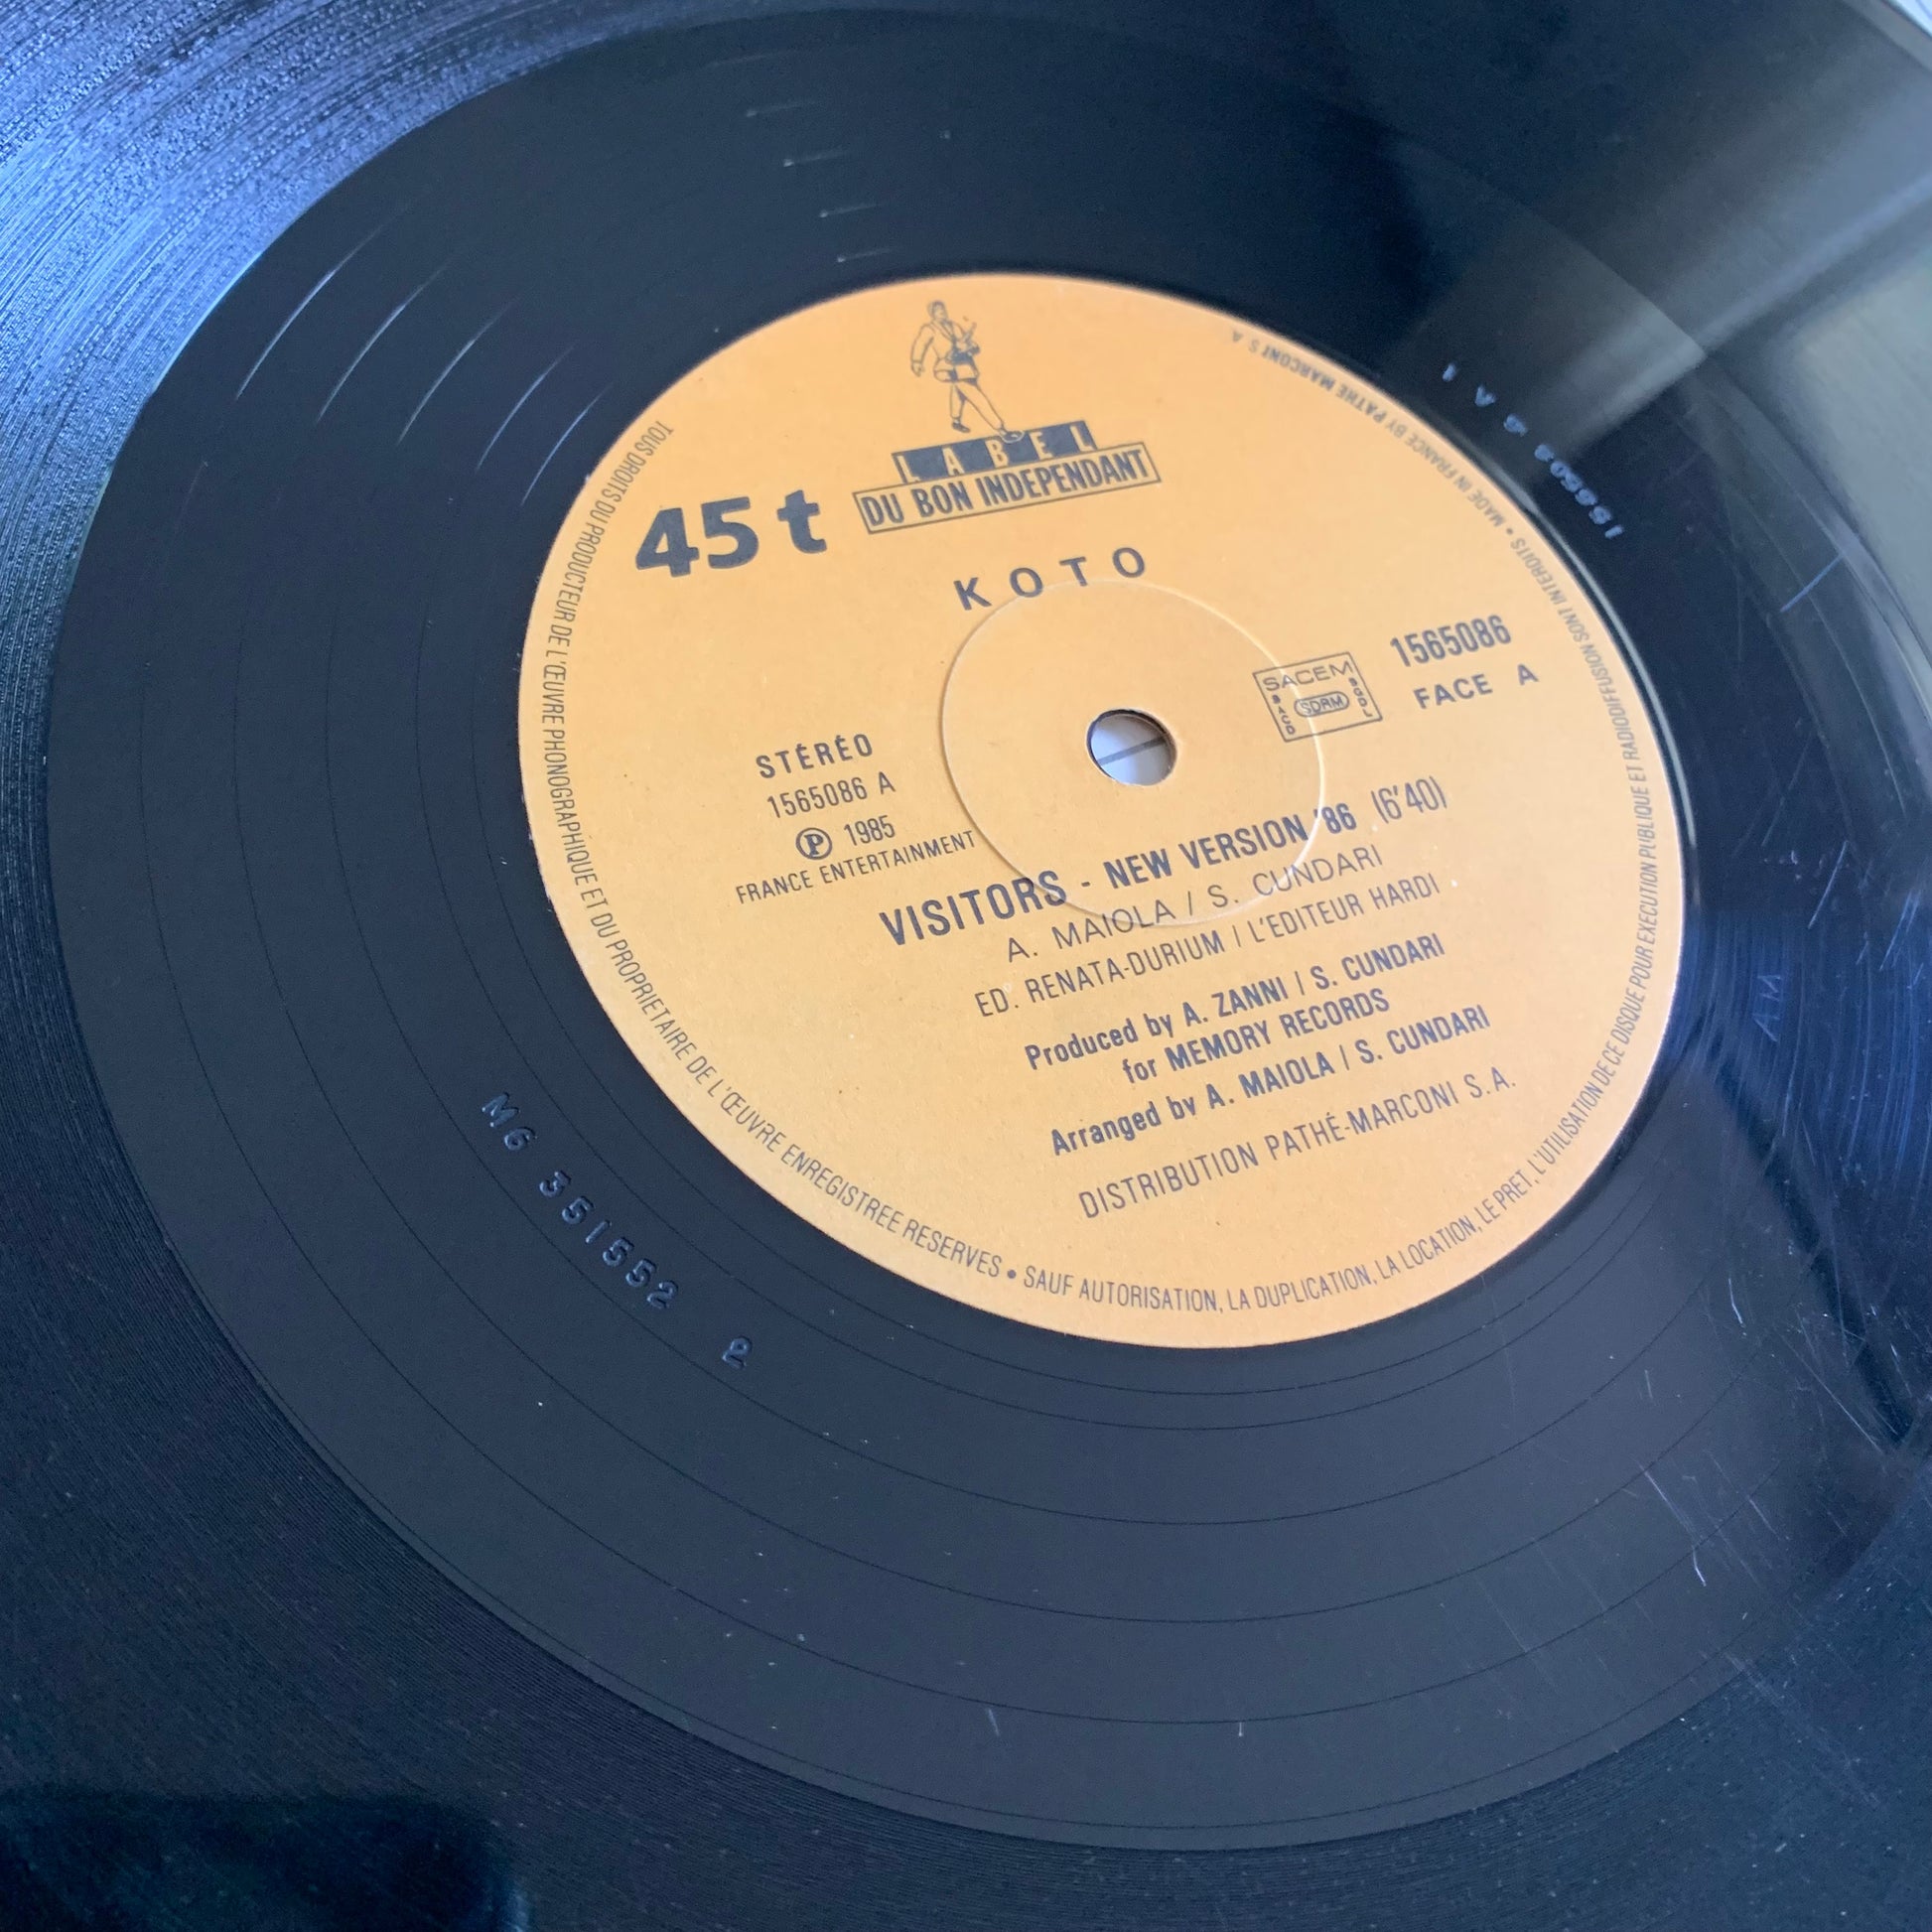 LABEL
DU BON INDEPENDANT
45 t
KOTO
1565086
FACE A
SACEM
SDRM
SACD
SGDL
STÉRÉO
1565086 A
Ⓟ 1985
FRANCE ENTERTAINMENT
VISITORS - NEW VERSION '86 (6'40)
A. MAIOLA / S. CUNDARI
ED. RENATA-DURIUM / L'EDITEUR HARDI
Produced by A. ZANNI / S. CUNDARI
for MEMORY RECORDS
Arranged by A. MAIOLA / S. CUNDARI
DISTRIBUTION PATHÉ-MARCONI S.A.
TOUS DROITS DU PRODUCTEUR DE L'ŒUVRE PHONOGRAPHIQUE ET DU PROPRIETAIRE DE L'ŒUVRE ENREGISTREE RESERVES • SAUF AUTORISATION, LA DUPLICATION, LA LOCATION, LE PRET, L'UTILISATION DE CE DISQUE POUR EXECUTION PUBLIQUE ET RADIODIFFUSION SONT INTERDITS • MADE IN FRANCE BY PATHE MARCONI S A
M6 351552 2
AM